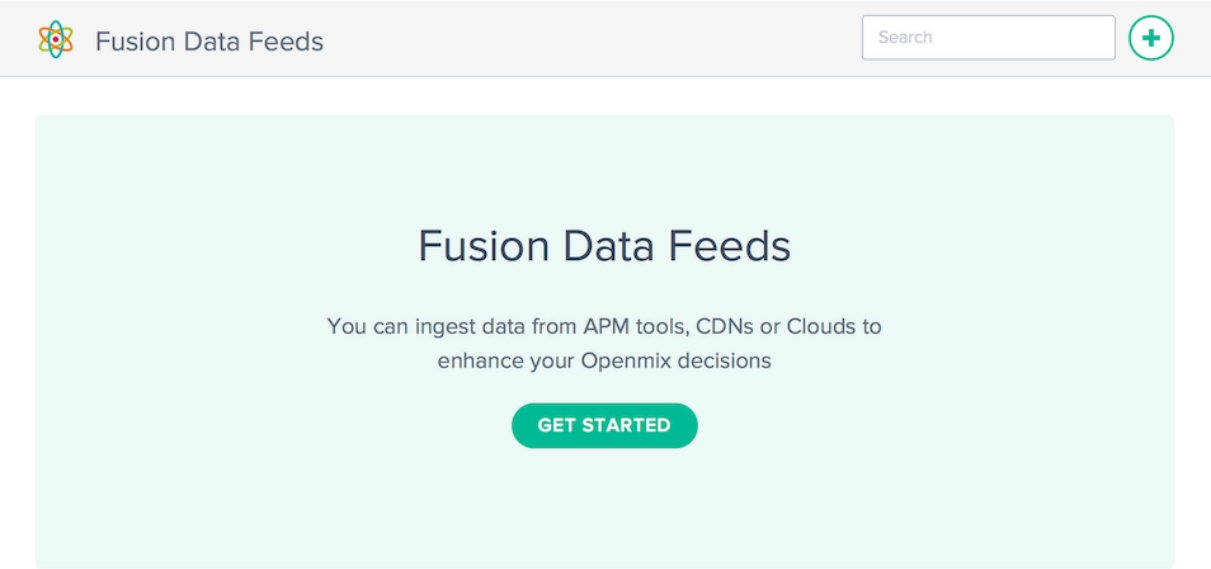 Fusion Data Feeds
Search
Fusion Data Feeds
You can ingest data from APM tools, CDNs or Clouds to
enhance your Openmix decisions
GET STARTED